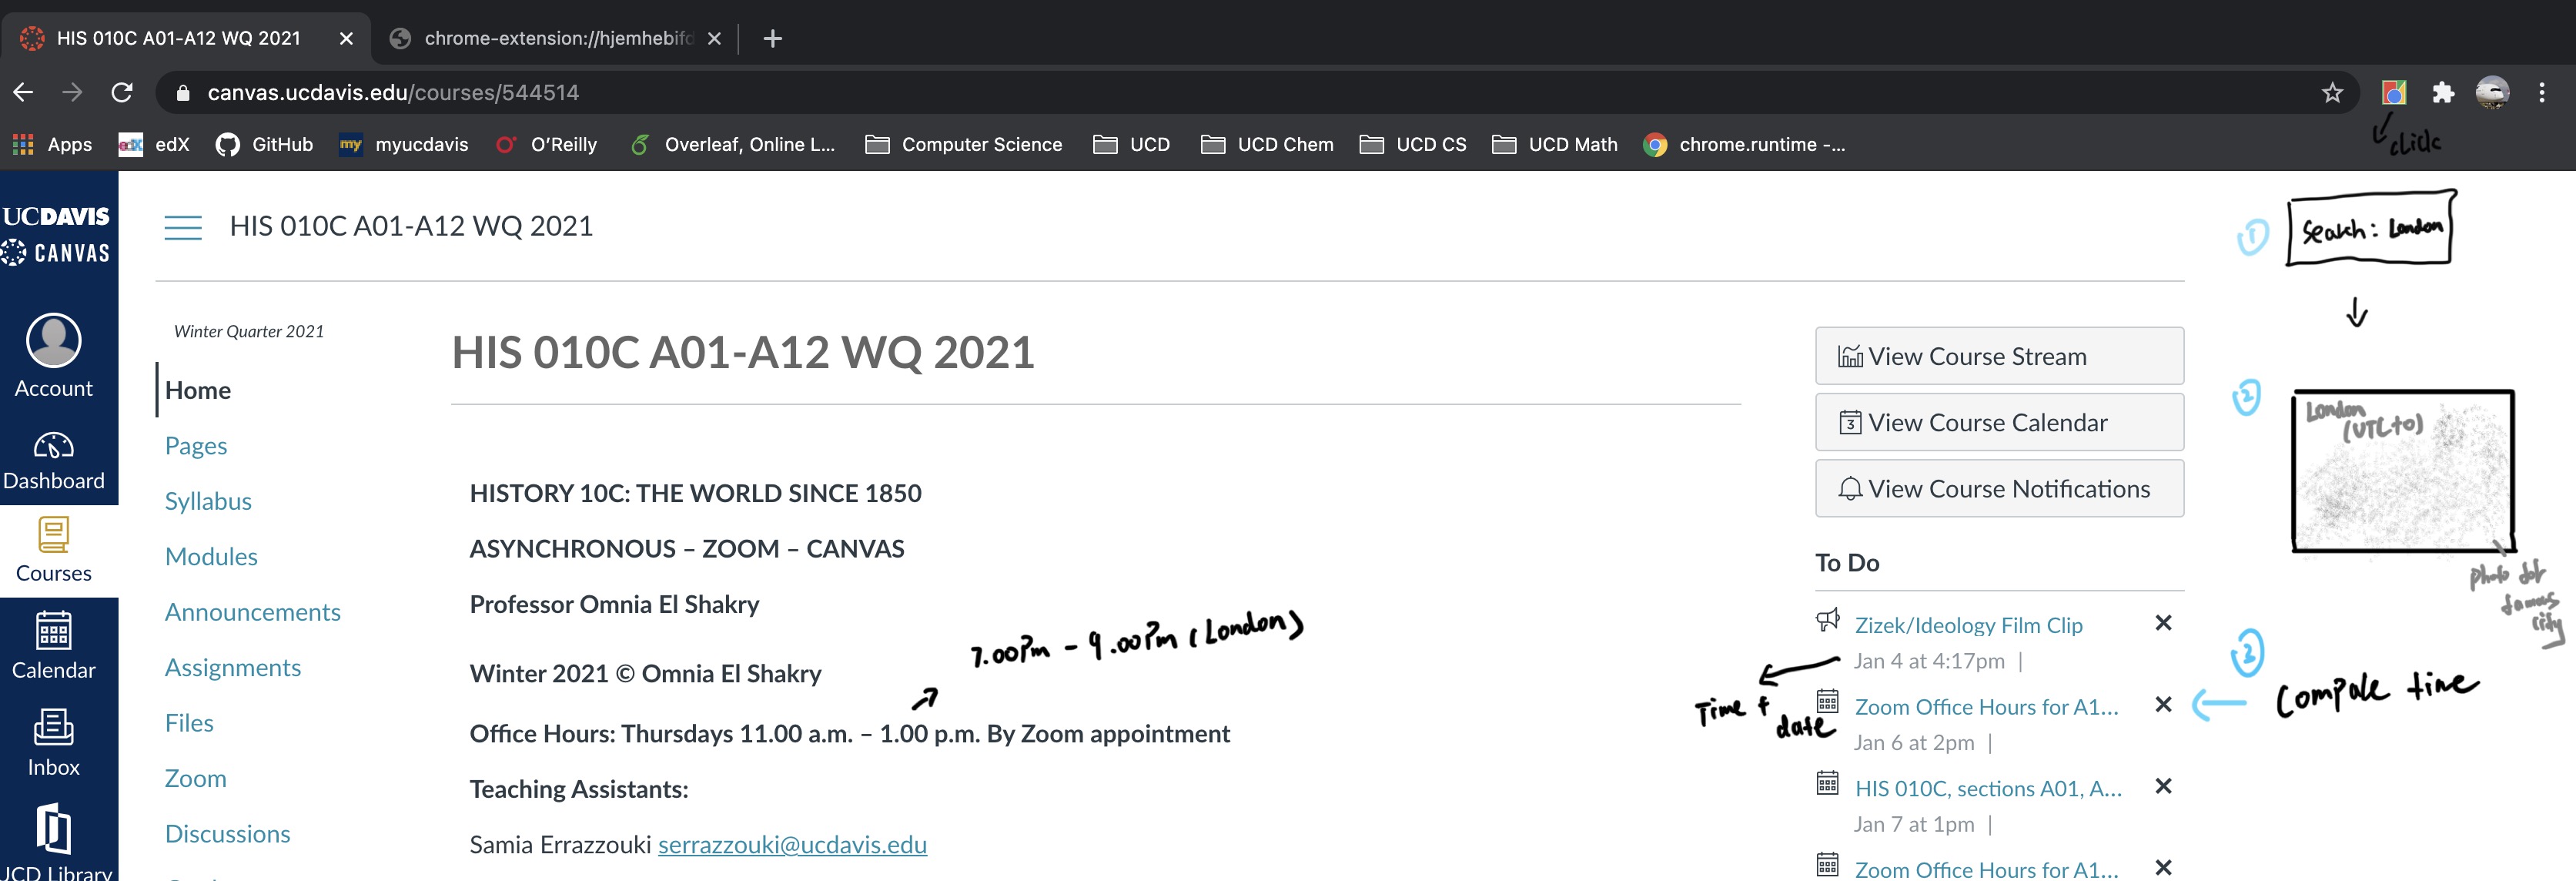 HIS 010C A01-A12 WQ 2021
chrome-extension://hjemhebifd
canvas.ucdavis.edu/courses/544514
Apps
edX edX
GitHub
my myucdavis
O'Reilly
Overleaf, Online L...
Computer Science
UCD
UCD Chem
UCD CS
UCD Math
chrome.runtime -...
click
UCDAVIS
CANVAS
Account
Dashboard
Courses
Calendar
Inbox
UCD Library
HIS 010C A01-A12 WQ 2021
Winter Quarter 2021
Home
Pages
Syllabus
Modules
Announcements
Assignments
Files
Zoom
Discussions
HIS 010C A01-A12 WQ 2021
HISTORY 10C: THE WORLD SINCE 1850
ASYNCHRONOUS – ZOOM – CANVAS
Professor Omnia El Shakry
7.00pm - 9.00pm (London)
Winter 2021 © Omnia El Shakry
Office Hours: Thursdays 11.00 a.m. – 1.00 p.m. By Zoom appointment
Teaching Assistants:
Samia Errazzouki serrazzouki@ucdavis.edu
View Course Stream
3 View Course Calendar
View Course Notifications
To Do
Zizek/Ideology Film Clip
Jan 4 at 4:17pm |
Time &
date
Zoom Office Hours for A1...
Jan 6 at 2pm |
HIS 010C, sections A01, A...
Jan 7 at 1pm |
Zoom Office Hours for A1...
1 Search: London
2
London
(UTC+0)
photo
famous
city
3
time